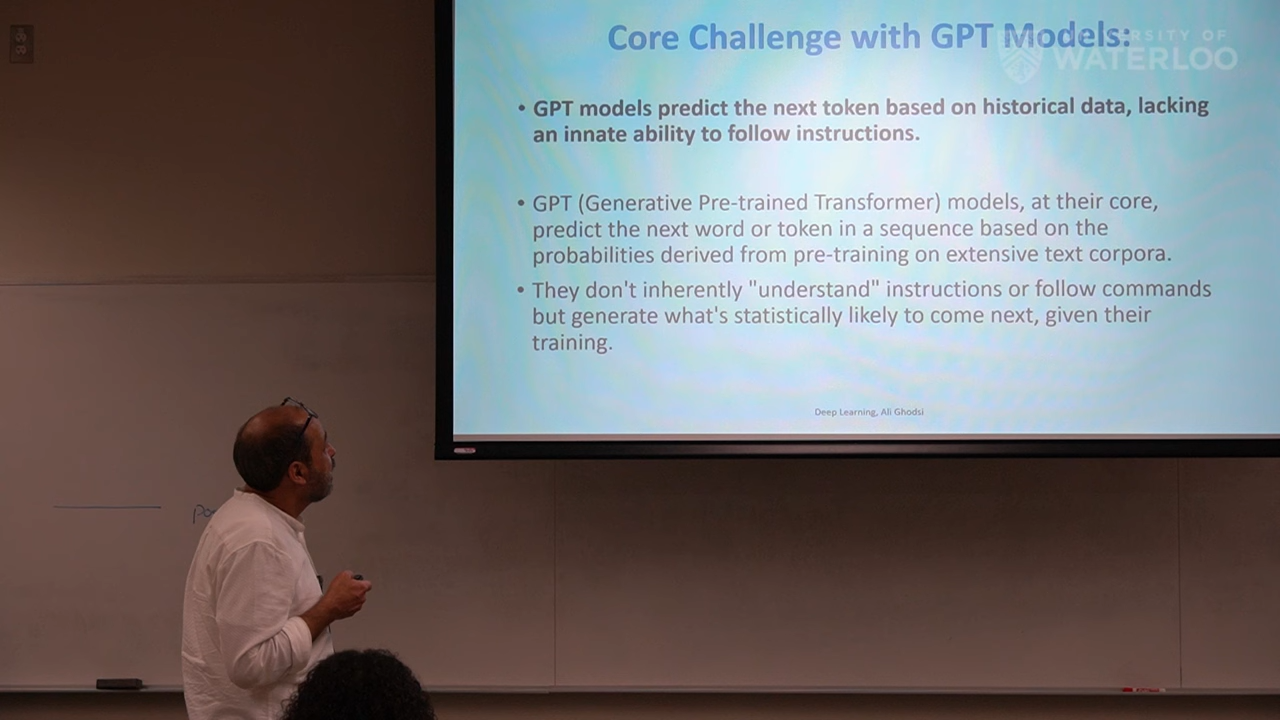 Core Challenge with GPT Models:
UNIVERSITY OF
WATERLOO
• GPT models predict the next token based on historical data, lacking
an innate ability to follow instructions.
• GPT (Generative Pre-trained Transformer) models, at their core,
predict the next word or token in a sequence based on the
probabilities derived from pre-training on extensive text corpora.
• They don't inherently "understand" instructions or follow commands
but generate what's statistically likely to come next, given their
training.
Deep Learning, Ali Ghodsi